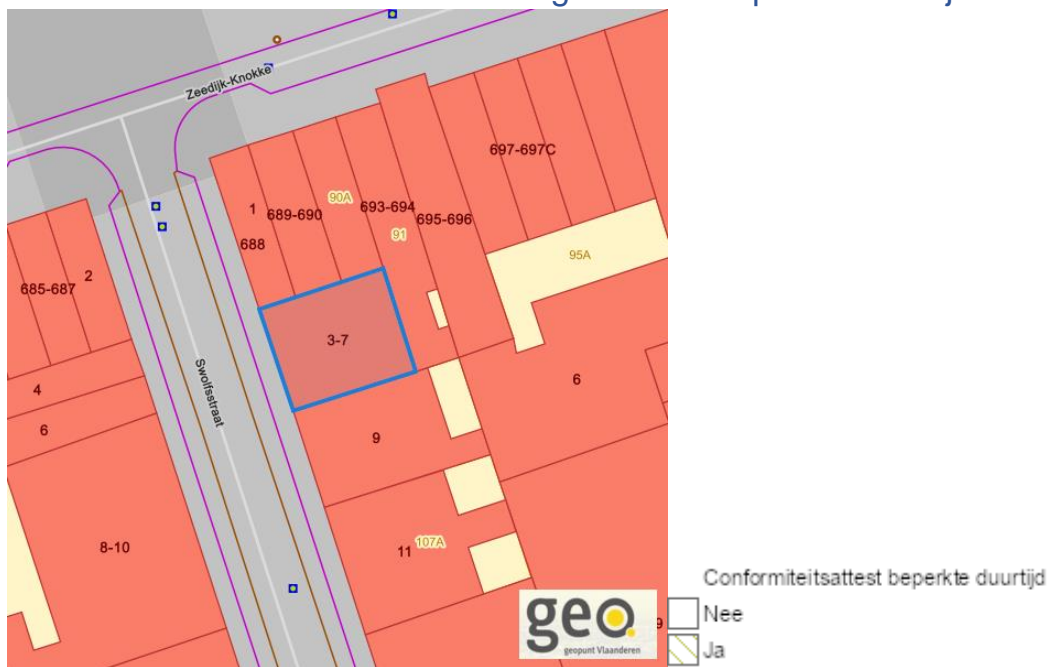 Zeedijk-Knokke
697-697C
90A
1
689-690
693-694
695-696
688
91
95A
2
685-687
3-7
Swolfsstraat
4
6
6
9
8-10
11
107A
geo.
geopunt Vlaanderen
9
Conformiteitsattest beperkte duurtijd
Nee
Ja